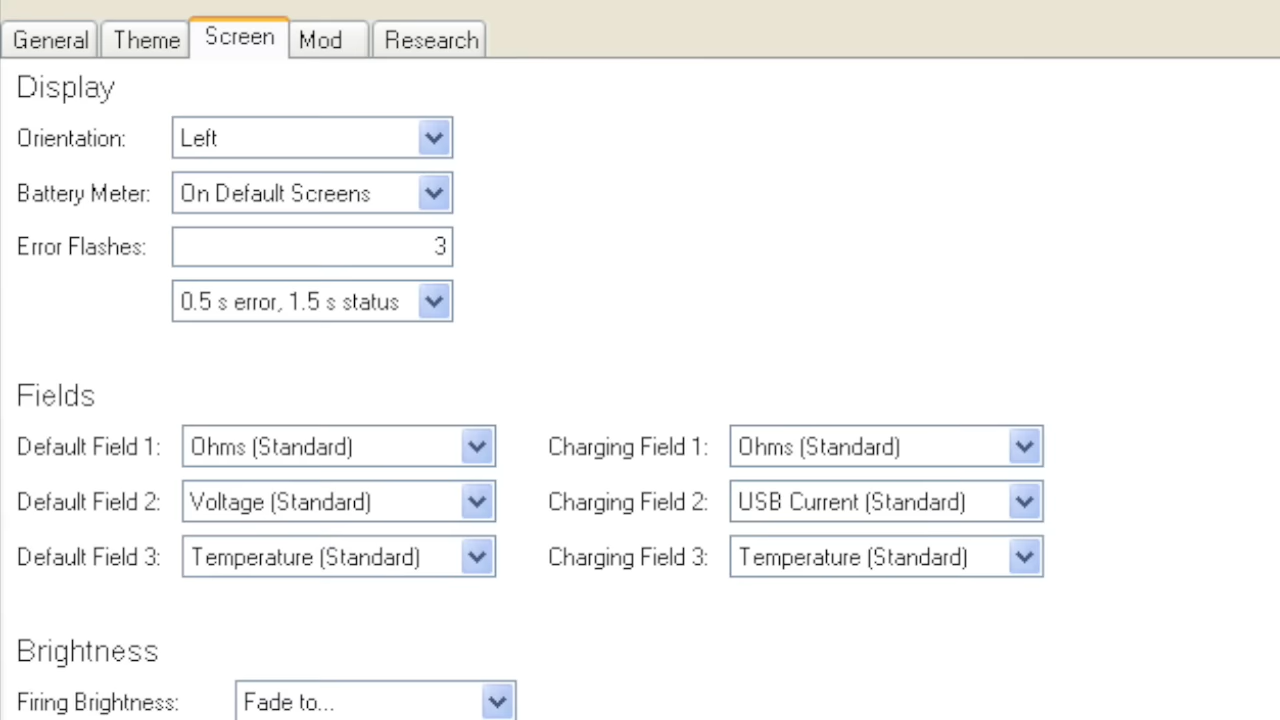 General Theme Screen Mod Research
Display
Orientation: Left
Battery Meter: On Default Screens
Error Flashes: 3
0.5 s error, 1.5 s status
Fields
Default Field 1: Ohms (Standard) Charging Field 1: Ohms (Standard)
Default Field 2: Voltage (Standard) Charging Field 2: USB Current (Standard)
Default Field 3: Temperature (Standard) Charging Field 3: Temperature (Standard)
Brightness
Firing Brightness: Fade to...